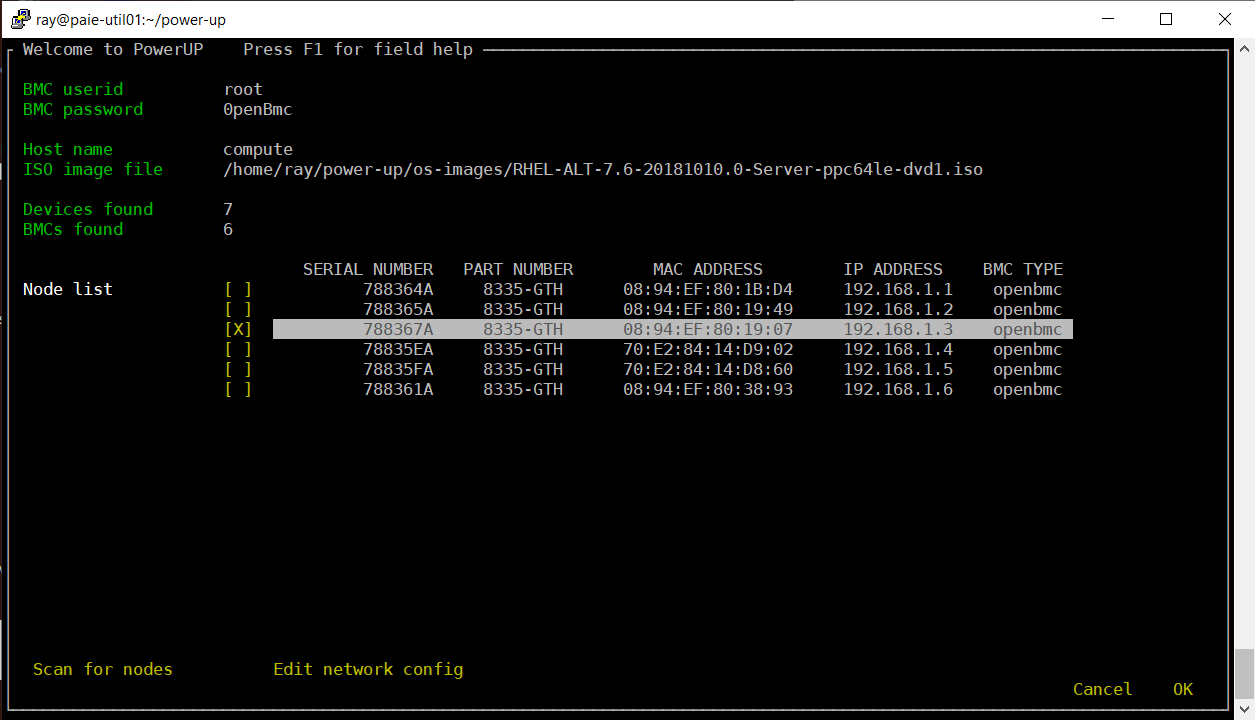 ray@paie-util01:~/power-up
Welcome to PowerUP    Press F1 for field help
BMC userid          root
BMC password        0penBmc
Host name           compute
ISO image file      /home/ray/power-up/os-images/RHEL-ALT-7.6-20181010.0-Server-ppc64le-dvd1.iso
Devices found       7
BMCs found          6
SERIAL NUMBER   PART NUMBER        MAC ADDRESS        IP ADDRESS    BMC TYPE
Node list           [ ]           788364A     8335-GTH      08:94:EF:80:1B:D4     192.168.1.1    openbmc
[ ]           788365A     8335-GTH      08:94:EF:80:19:49     192.168.1.2    openbmc
[X]           788367A     8335-GTH      08:94:EF:80:19:07     192.168.1.3    openbmc
[ ]           78835EA     8335-GTH      70:E2:84:14:D9:02     192.168.1.4    openbmc
[ ]           78835FA     8335-GTH      70:E2:84:14:D8:60     192.168.1.5    openbmc
[ ]           788361A     8335-GTH      08:94:EF:80:38:93     192.168.1.6    openbmc
Scan for nodes          Edit network config
Cancel    OK